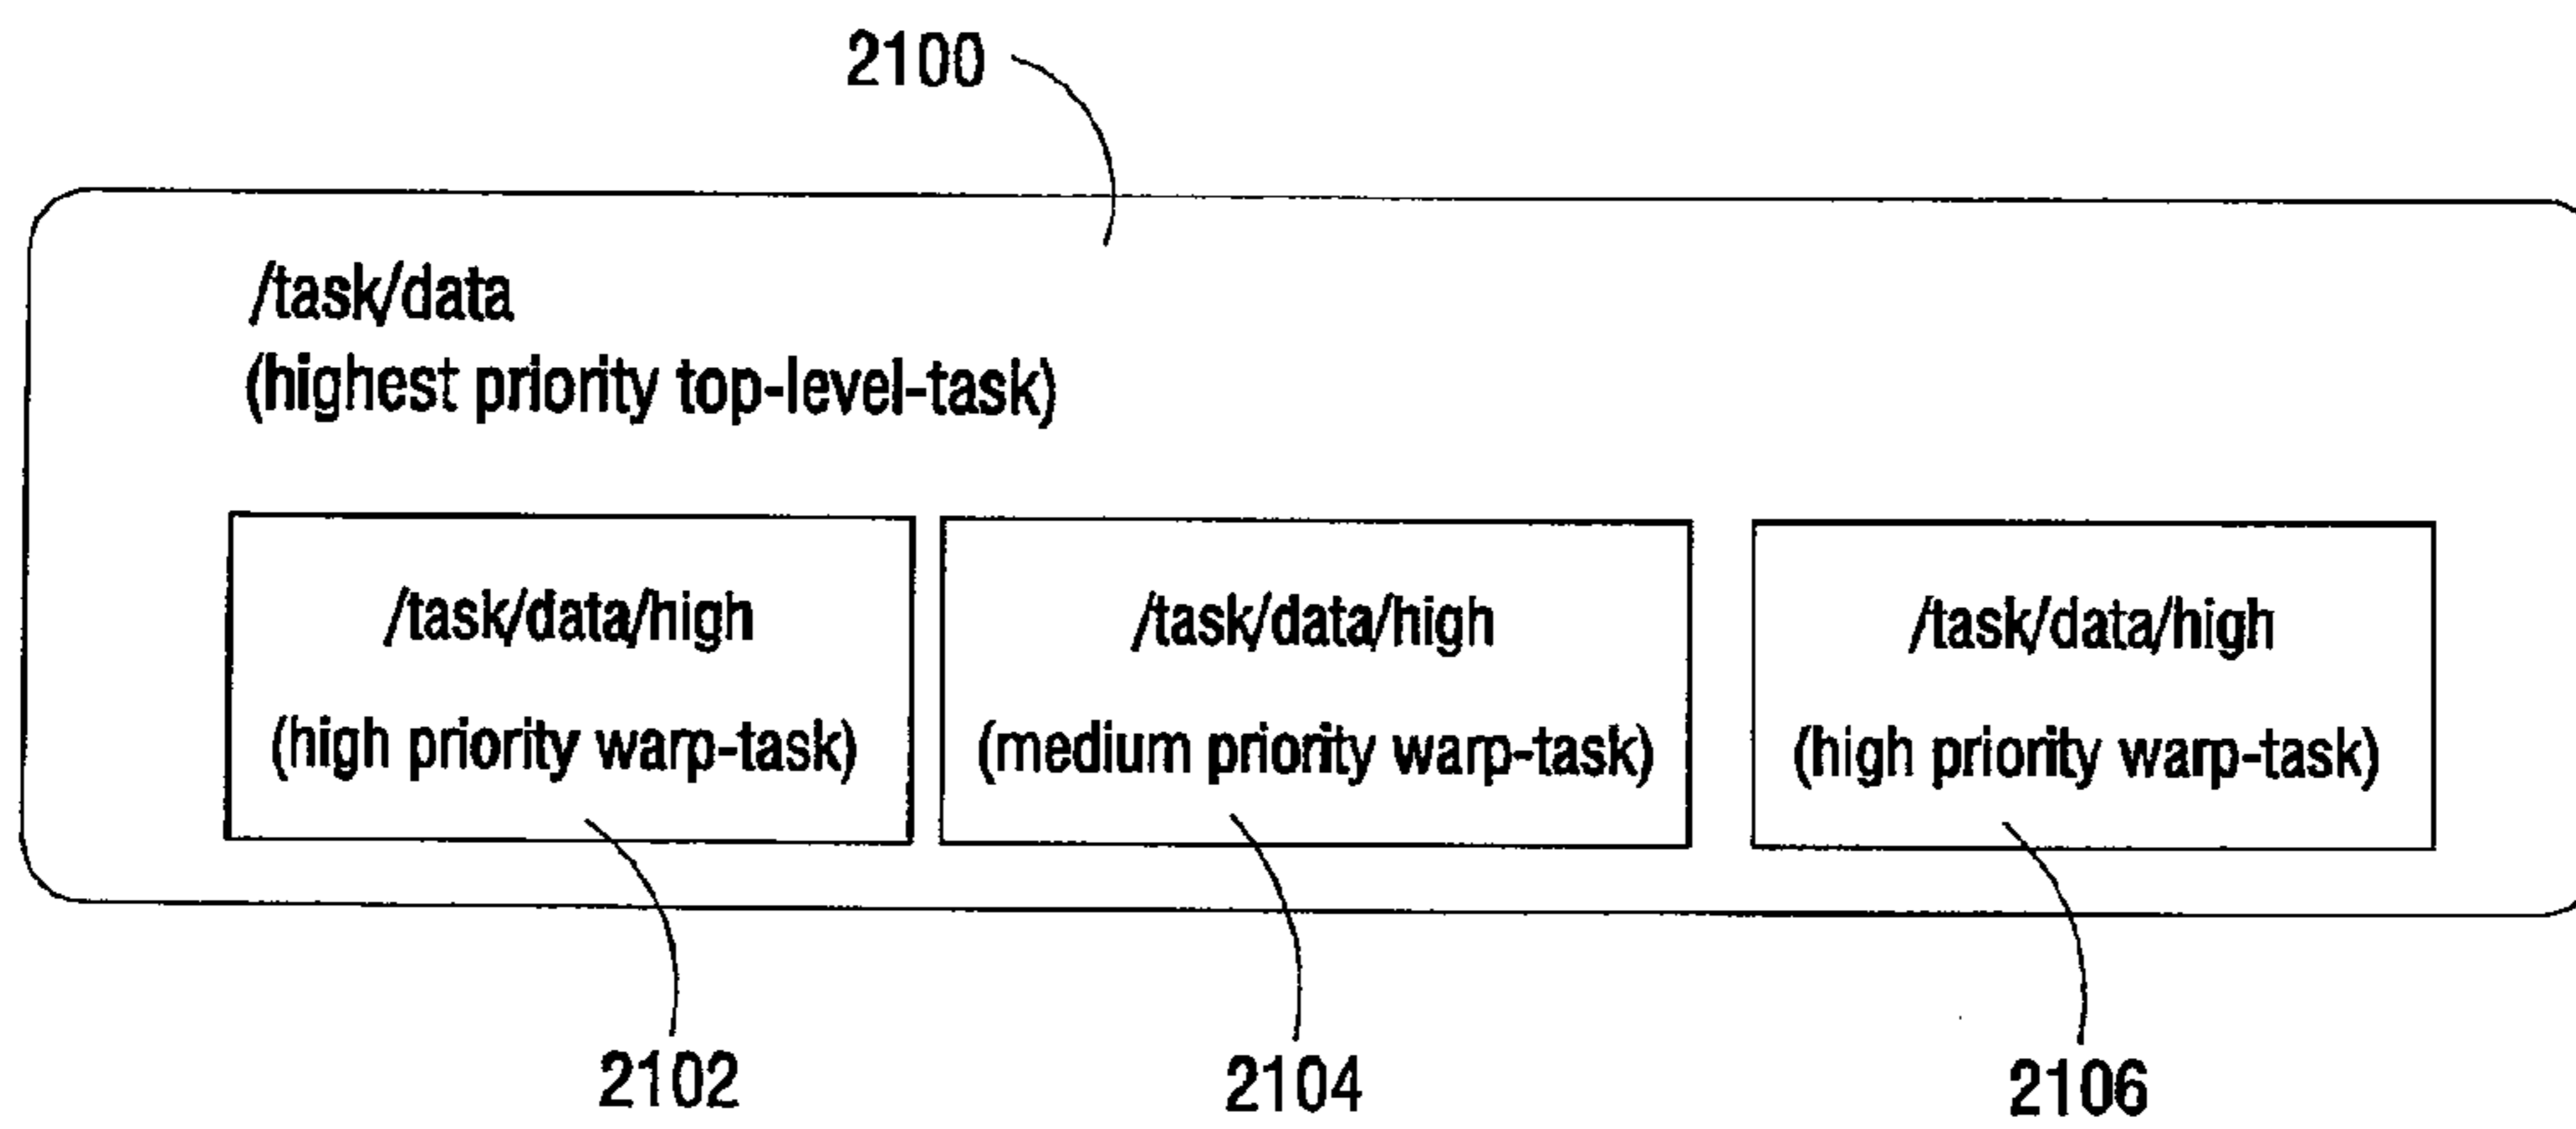 2100
/task/data
(highest priority top-level-task)
/task/data/high
(high priority warp-task)
/task/data/high
(medium priority warp-task)
/task/data/high
(high priority warp-task)
2102
2104
2106